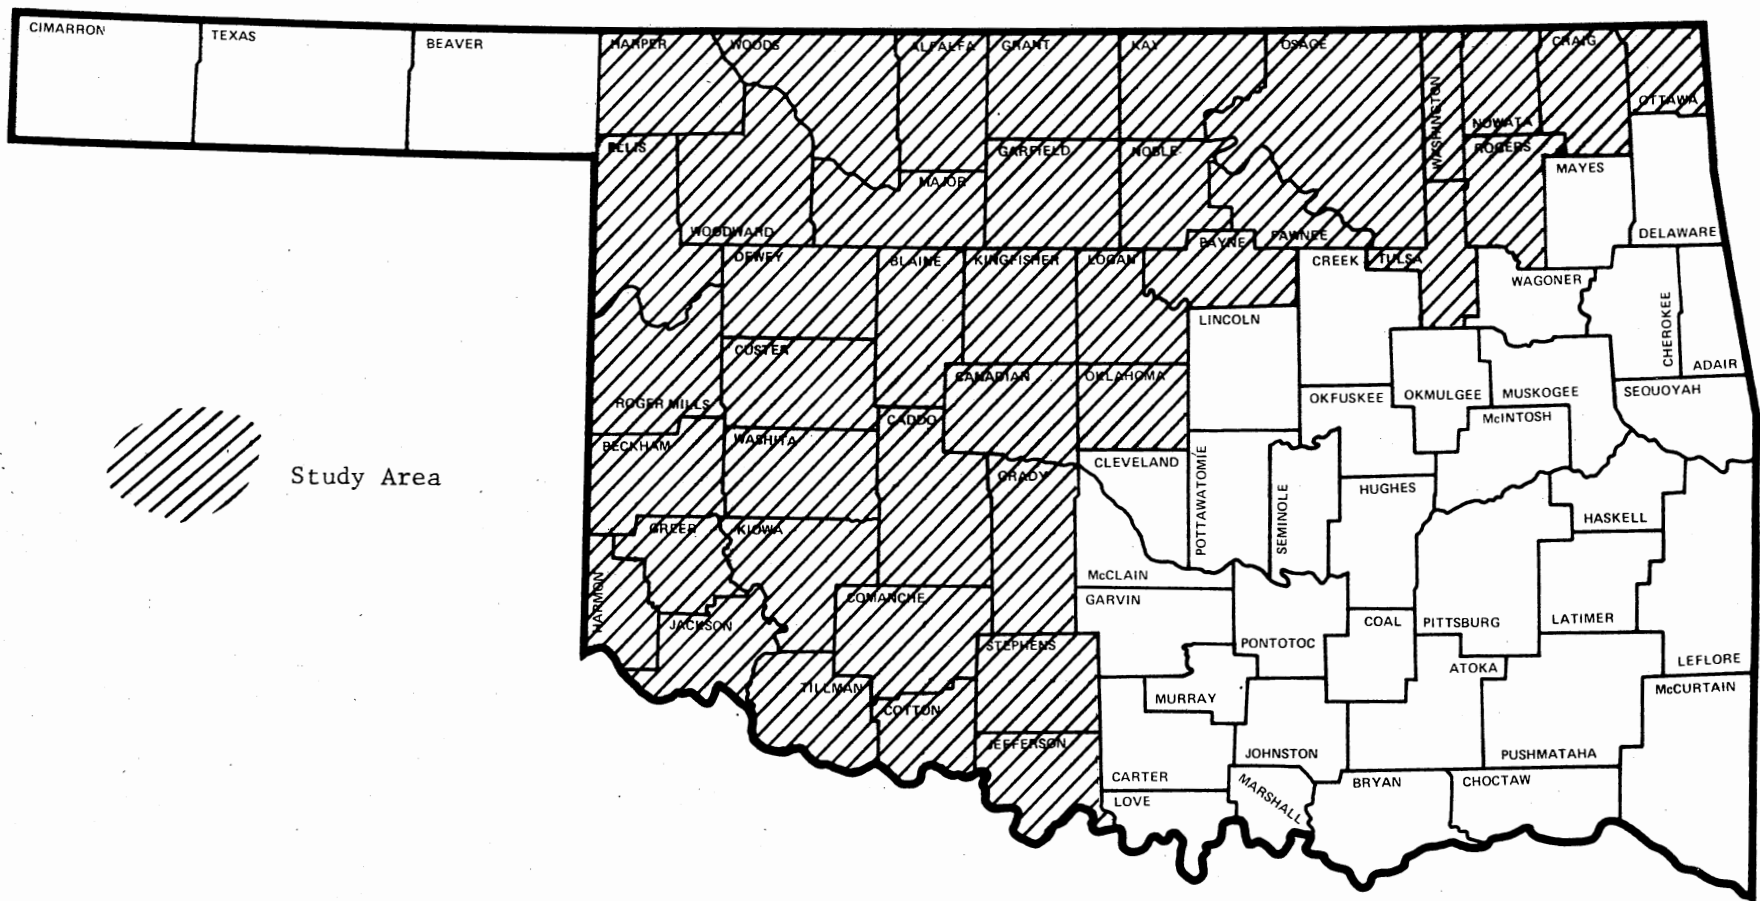 CIMARRON
TEXAS
BEAVER
HARPER
WOODS
ALFALFA
GRANT
KAY
OSAGE
WASHINGTON
NOWATA
CRAIG
OTTAWA
ELLIS
WOODWARD
MAJOR
GARFIELD
NOBLE
PAWNEE
ROGERS
MAYES
DELAWARE
DEWEY
BLAINE
KINGFISHER
LOGAN
PAYNE
CREEK
TULSA
WAGONER
CHEROKEE
ADAIR
LINCOLN
CUSTER
CANADIAN
OKLAHOMA
ROGER MILLS
CADDO
OKFUSKEE
OKMULGEE
MUSKOGEE
SEQUOYAH
McINTOSH
BECKHAM
WASHITA
GRADY
CLEVELAND
POTTAWATOMIE
SEMINOLE
HUGHES
HASKELL
Study Area
GREER
KIOWA
HARMON
JACKSON
COMANCHE
McCLAIN
GARVIN
STEPHENS
PONTOTOC
COAL
PITTSBURG
LATIMER
LEFLORE
ATOKA
McCURTAIN
TILLMAN
COTTON
MURRAY
JEFFERSON
JOHNSTON
PUSHMATAHA
CARTER
LOVE
MARSHALL
BRYAN
CHOCTAW